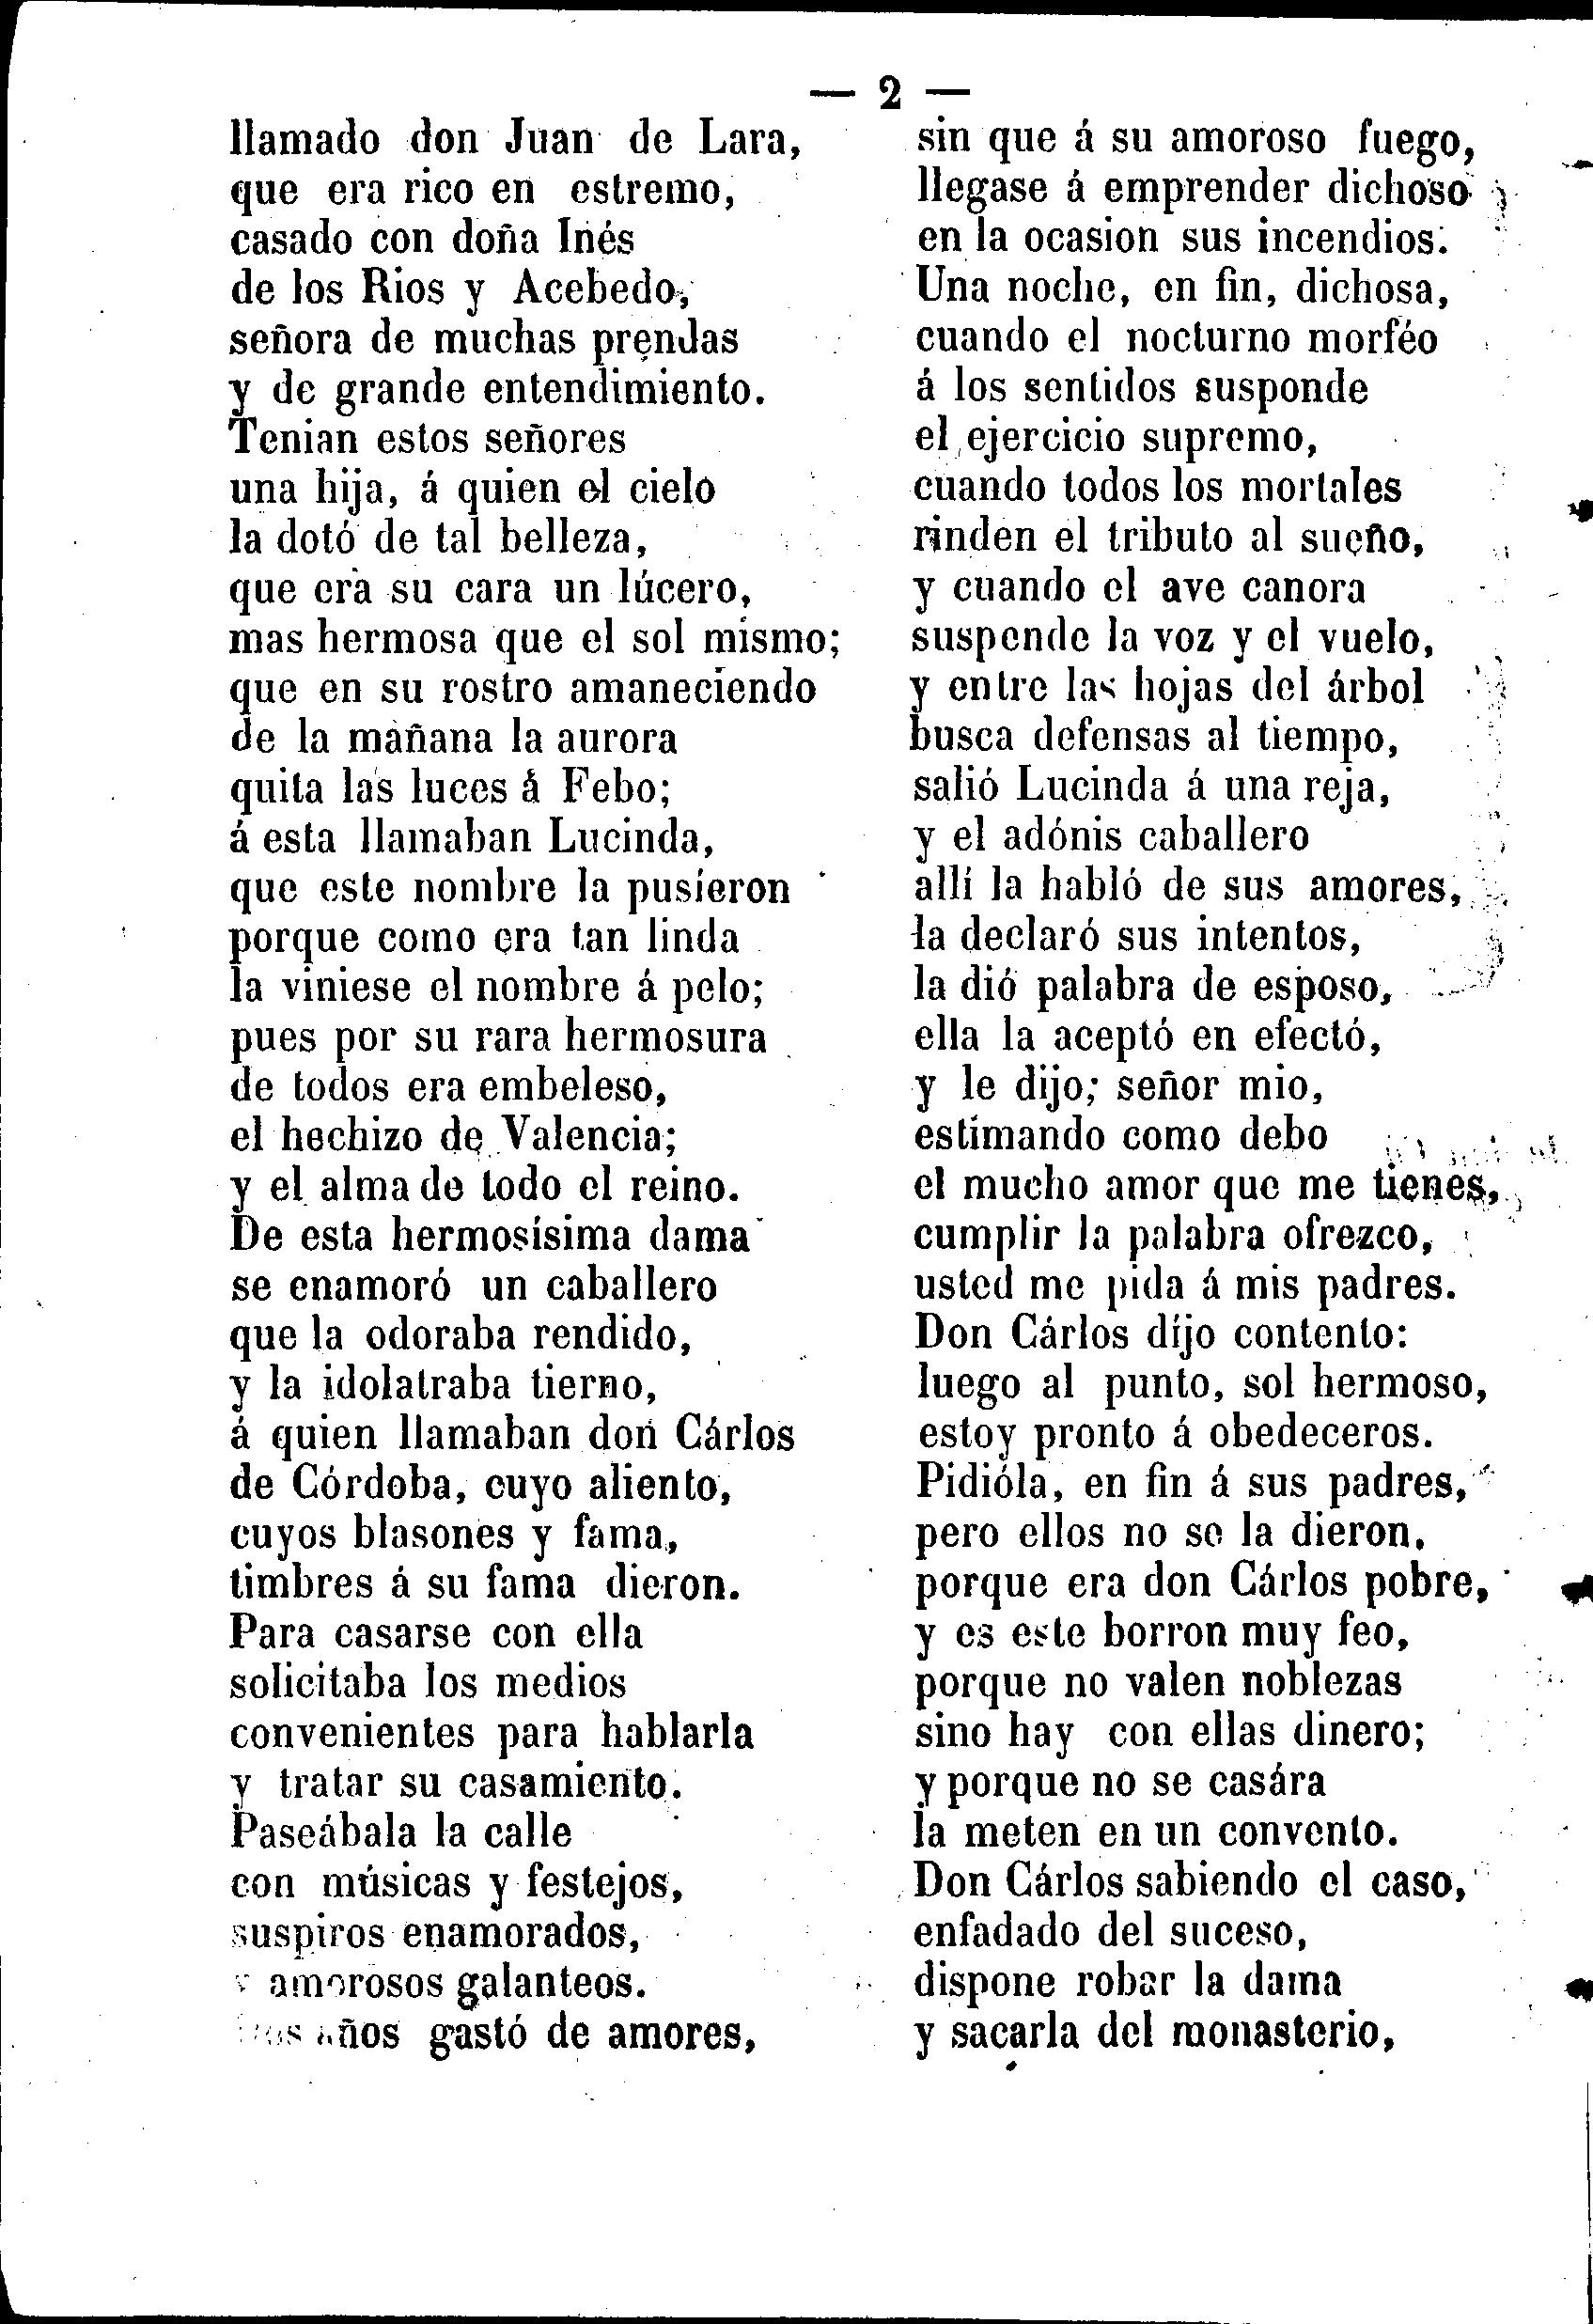 — 2 —
llamado don Juan de Lara,
que era rico en estremo,
casado con doña Inés
de los Rios y Acebedo,
señora de muchas prendas
y de grande entendimiento.
Tenian estos señores
una hija, á quien el cielo
la dotó de tal belleza,
que era su cara un lúcero,
mas hermosa que el sol mismo;
que en su rostro amaneciendo
de la mañana la aurora
quita las luces á Febo;
á esta llamaban Lucinda,
que este nombre la pusieron
porque como era tan linda
la viniese el nombre á pelo;
pues por su rara hermosura
de todos era embeleso,
el hechizo de Valencia;
y el alma de todo el reino.
De esta hermosísima dama
se enamoró un caballero
que la odoraba rendido,
y la idolatraba tierno,
á quien llamaban don Cárlos
de Córdoba, cuyo aliento,
cuyos blasones y fama,
timbres á su fama dieron.
Para casarse con ella
solicitaba los medios
convenientes para hablarla
y tratar su casamiento.
Paseábala la calle
con músicas y festejos,
suspiros enamorados,
y amorosos galanteos.
años gastó de amores,
sin que á su amoroso fuego,
llegase á emprender dichoso
en la ocasion sus incendios.
Una noche, en fin, dichosa,
cuando el nocturno morféo
á los sentidos susponde
el ejercicio supremo,
cuando todos los mortales
rinden el tributo al sueño,
y cuando el ave canora
suspende la voz y el vuelo,
y entre las hojas del árbol
busca defensas al tiempo,
salió Lucinda á una reja,
y el adónis caballero
allí la habló de sus amores,
la declaró sus intentos,
la dió palabra de esposo,
ella la aceptó en efectó,
y le dijo; señor mio,
estimando como debo
el mucho amor que me tienes,
cumplir la palabra ofrezco,
usted me pida á mis padres.
Don Cárlos díjo contento:
luego al punto, sol hermoso,
estoy pronto á obedeceros.
Pidióla, en fin á sus padres,
pero ellos no se la dieron.
porque era don Cárlos pobre,
y es este borron muy feo,
porque no valen noblezas
sino hay con ellas dinero;
y porque no se casára
la meten en un convento.
Don Cárlos sabiendo el caso,
enfadado del suceso,
dispone robar la dama
y sacarla del monasterio,